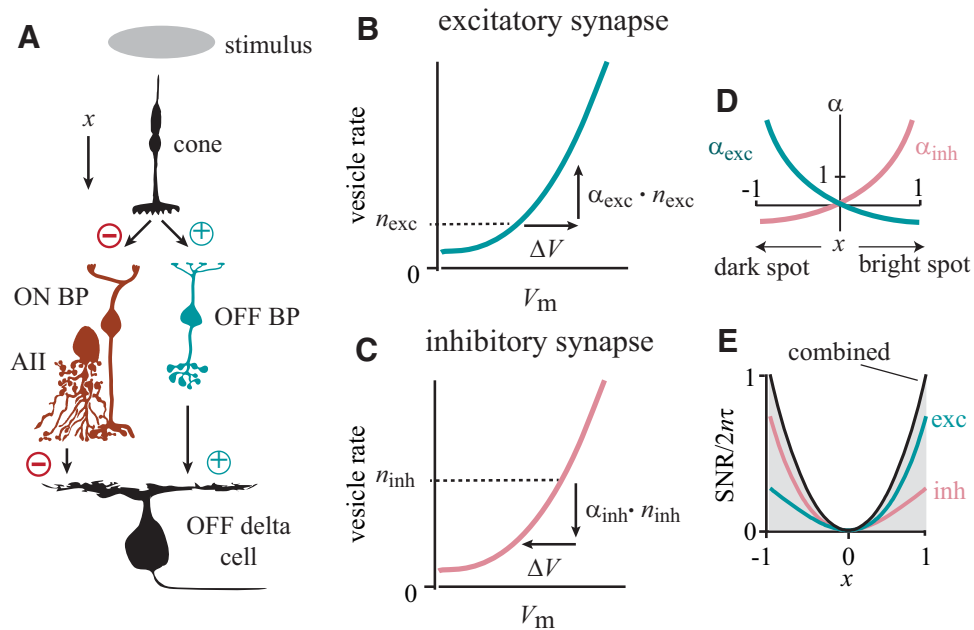 A
stimulus
x
cone
−
+
ON BP
OFF BP
AII
−
+
OFF delta
cell
B
excitatory synapse
vesicle rate
n_exc
α_exc · n_exc
ΔV
0
V_m
C
inhibitory synapse
vesicle rate
n_inh
α_inh · n_inh
ΔV
0
V_m
D
α
α_exc
α_inh
1
-1
1
x
dark spot
bright spot
E
combined
1
exc
SNR/2nτ
inh
0
-1
0
1
x